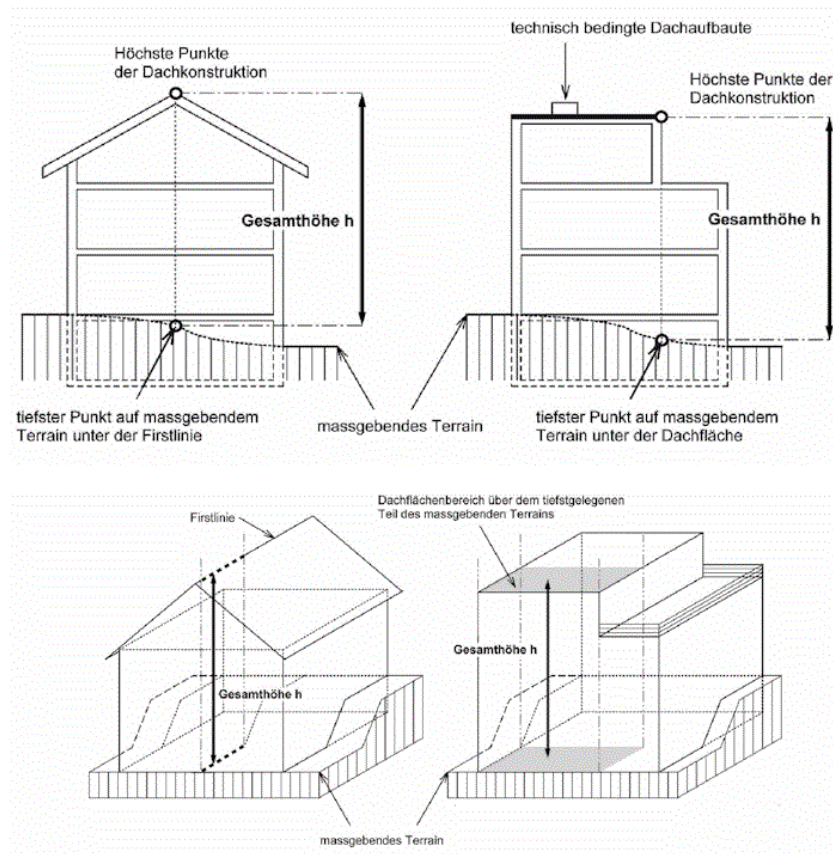 technisch bedingte Dachaufbaute
Höchste Punkte
der Dachkonstruktion
Höchste Punkte der
Dachkonstruktion
Gesamthöhe h
Gesamthöhe h
tiefster Punkt auf massgebendem
Terrain unter der Firstlinie
massgebendes Terrain
tiefster Punkt auf massgebendem
Terrain unter der Dachfläche
Dachflächenbereich über dem tiefstgelegenen
Teil des massgebenden Terrains
Firstlinie
Gesamthöhe h
Gesamthöhe h
massgebendes Terrain